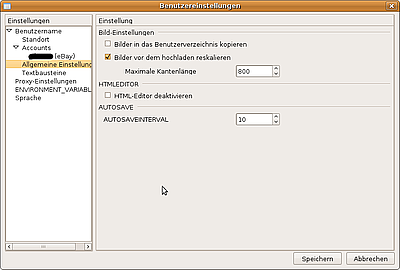 Benutzereinstellungen
Einstellungen
Benutzername
Standort
Accounts
(eBay)
Allgemeine Einstellung
Textbausteine
Proxy-Einstellungen
ENVIRONMENT_VARIABL
Sprache
Einstellung
Bild-Einstellungen
Bilder in das Benutzerverzeichnis kopieren
Bilder vor dem hochladen reskalieren
Maximale Kantenlänge 800
HTMLEDITOR
HTML-Editor deaktivieren
AUTOSAVE
AUTOSAVEINTERVAL 10
Speichern Abbrechen